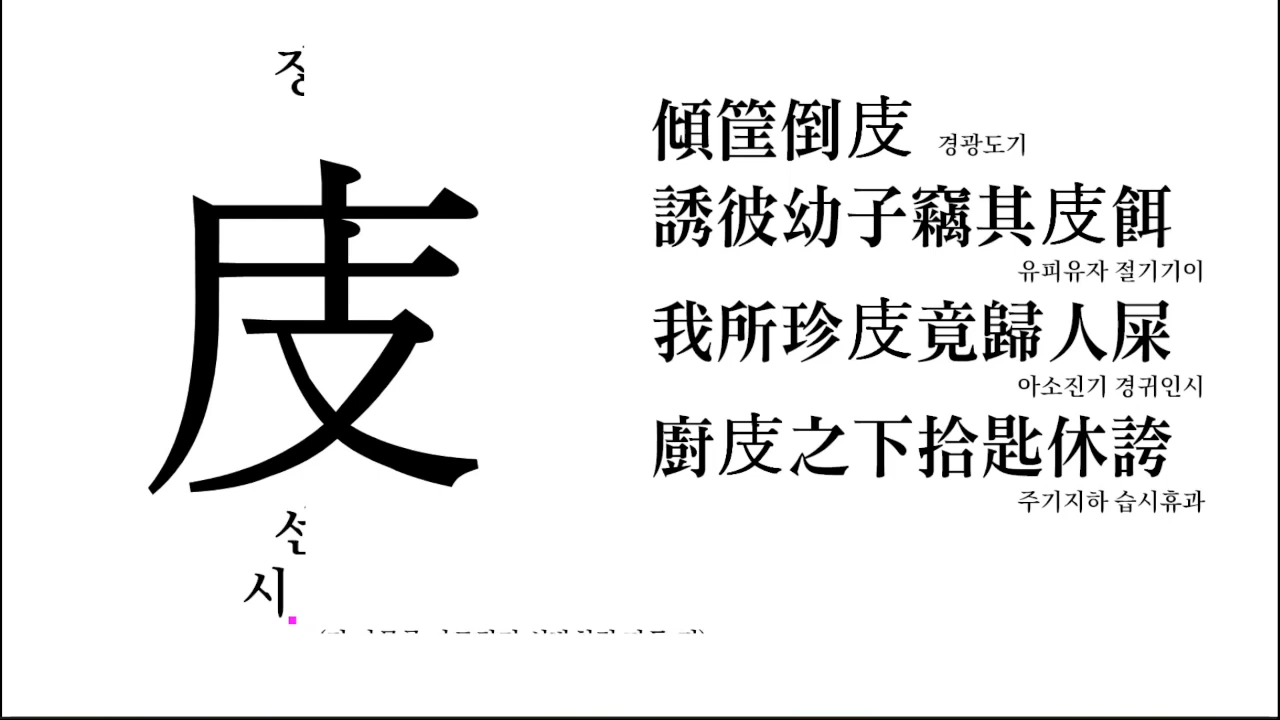 庋
시
傾筐倒庋 경광도기
誘彼幼子竊其庋餌
유피유자 절기기이
我所珍庋竟歸人屎
아소진기 경귀인시
廚庋之下拾匙休誇
주기지하 습시휴과